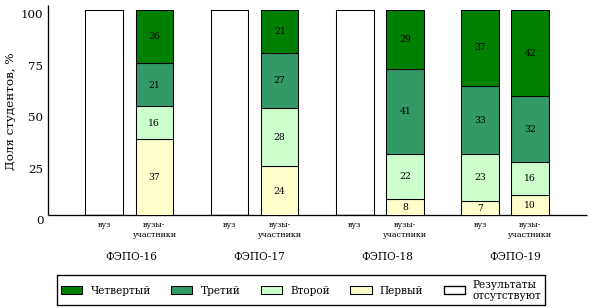 Доля студентов, %
100
75
50
25
0
26
21
16
37
21
27
28
24
29
41
22
8
37
33
23
7
42
32
16
10
вуз
вузы-
участники
вуз
вузы-
участники
вуз
вузы-
участники
вуз
вузы-
участники
ФЭПО-16
ФЭПО-17
ФЭПО-18
ФЭПО-19
Четвертый
Третий
Второй
Первый
Результаты
отсутствуют